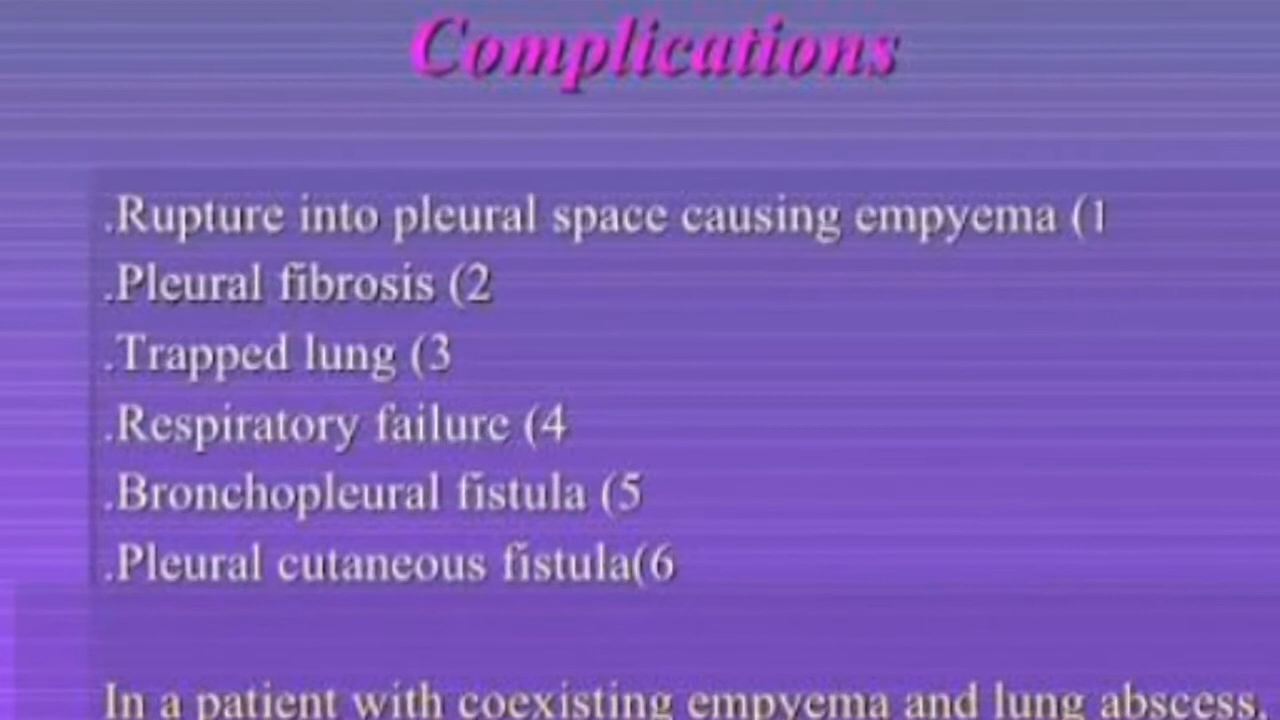 Complications
.Rupture into pleural space causing empyema (1
.Pleural fibrosis (2
.Trapped lung (3
.Respiratory failure (4
.Bronchopleural fistula (5
.Pleural cutaneous fistula(6
In a patient with coexisting empyema and lung abscess,